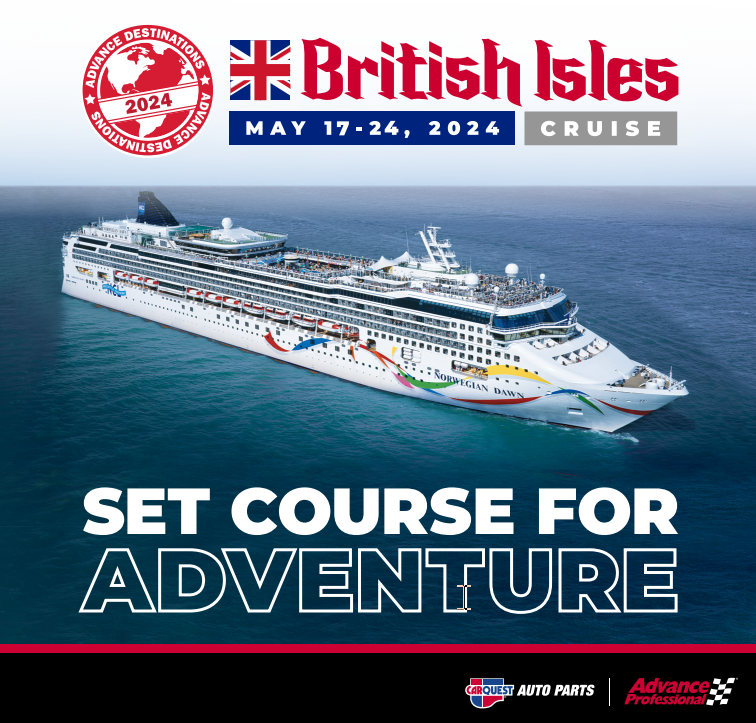 ADVANCE DESTINATIONS
2024
ADVANCE DESTINATIONS
British Isles
MAY 17-24, 2024
CRUISE
NCL
NORWEGIAN DAWN
SET COURSE FOR
ADVENTURE
CARQUEST AUTO PARTS
Advance
Professional